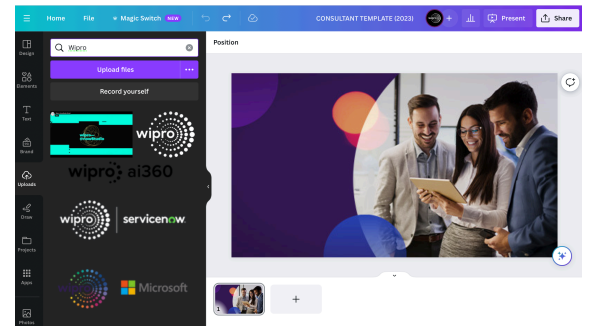 Home File Magic Switch NEW CONSULTANT TEMPLATE (2023) + Present Share
Design
Elements
Text
Brand
Uploads
Draw
Projects
Apps
Photos
Wipro
Upload files
Record yourself
wipro
wipro ai360
wipro servicenow
wipro Microsoft
Position
1
+